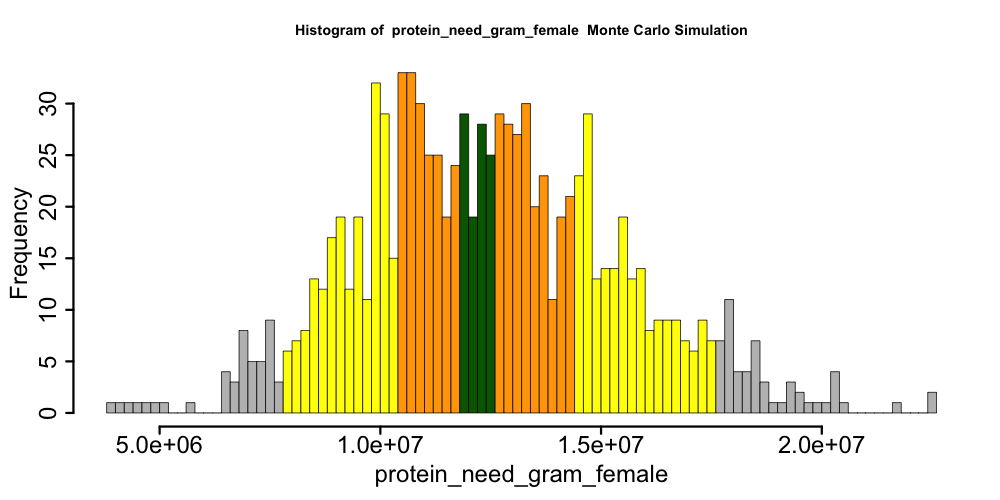 Histogram of protein_need_gram_female Monte Carlo Simulation
Frequency
30
25
20
15
10
5
0
5.0e+06 1.0e+07 1.5e+07 2.0e+07
protein_need_gram_female